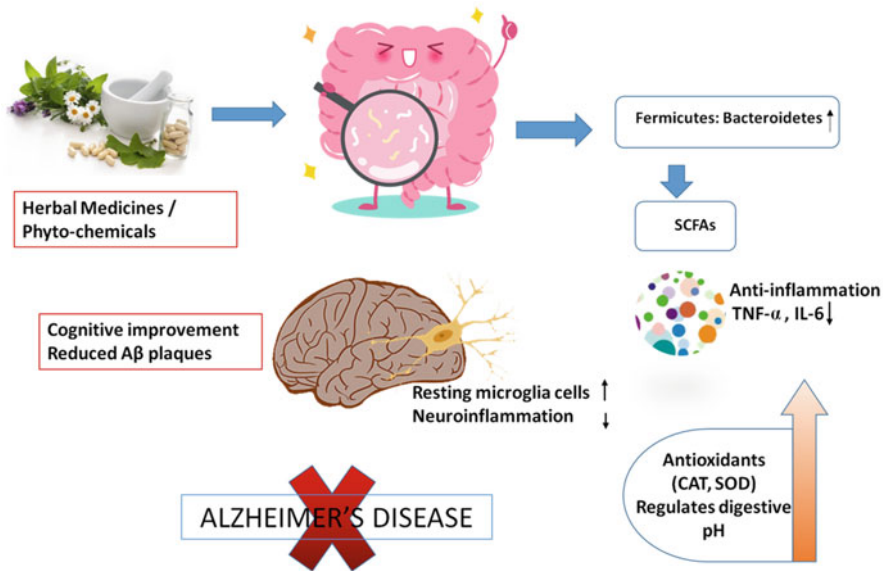 Herbal Medicines /
Phyto-chemicals
Fermicutes: Bacteroidetes ↑
SCFAs
Anti-inflammation
TNF-α , IL-6↓
Cognitive improvement
Reduced Aβ plaques
Resting microglia cells ↑
Neuroinflammation ↓
Antioxidants
(CAT, SOD)
Regulates digestive
pH
ALZHEIMER'S DISEASE